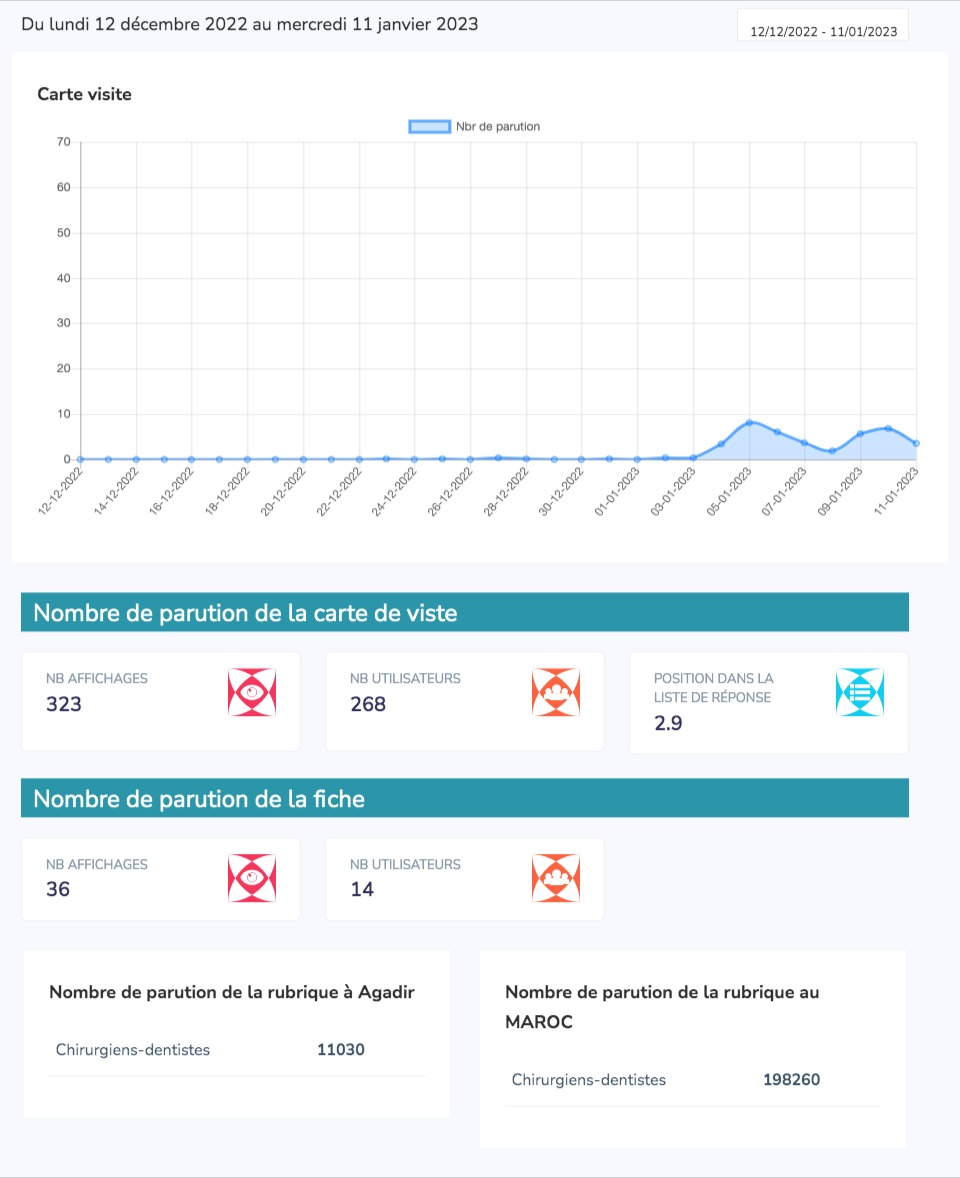 Du lundi 12 décembre 2022 au mercredi 11 janvier 2023
12/12/2022 - 11/01/2023
Carte visite
Nbr de parution
70
60
50
40
30
20
10
0
12-12-2022
14-12-2022
16-12-2022
18-12-2022
20-12-2022
22-12-2022
24-12-2022
26-12-2022
28-12-2022
30-12-2022
01-01-2023
03-01-2023
05-01-2023
07-01-2023
09-01-2023
11-01-2023
Nombre de parution de la carte de viste
NB AFFICHAGES
323
NB UTILISATEURS
268
POSITION DANS LA
LISTE DE RÉPONSE
2.9
Nombre de parution de la fiche
NB AFFICHAGES
36
NB UTILISATEURS
14
Nombre de parution de la rubrique à Agadir
Chirurgiens-dentistes 11030
Nombre de parution de la rubrique au
MAROC
Chirurgiens-dentistes 198260